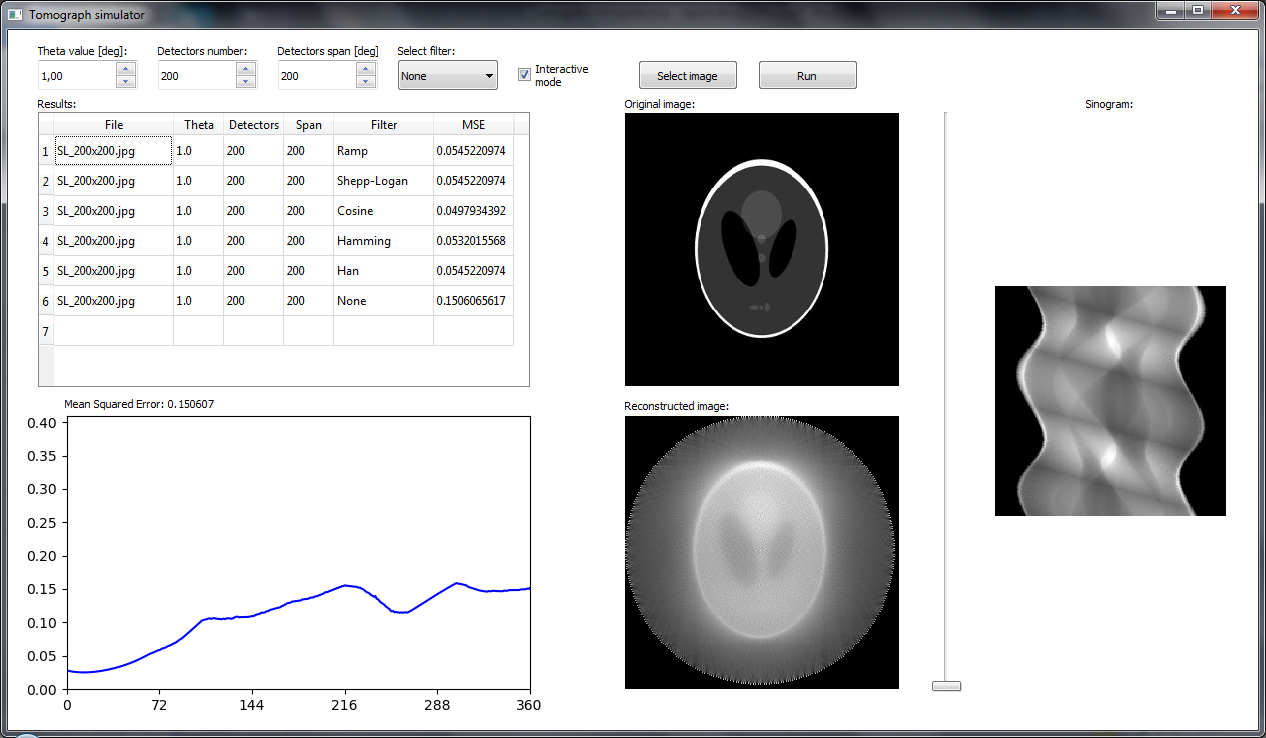 Tomograph simulator
Theta value [deg]: Detectors number: Detectors span [deg] Select filter:
1,00 200 200 None Interactive mode Select image Run
Results: Original image: Sinogram:
File Theta Detectors Span Filter MSE
1 SL_200x200.jpg 1.0 200 200 Ramp 0.0545220974
2 SL_200x200.jpg 1.0 200 200 Shepp-Logan 0.0545220974
3 SL_200x200.jpg 1.0 200 200 Cosine 0.0497934392
4 SL_200x200.jpg 1.0 200 200 Hamming 0.0532015568
5 SL_200x200.jpg 1.0 200 200 Han 0.0545220974
6 SL_200x200.jpg 1.0 200 200 None 0.1506065617
7
Mean Squared Error: 0.150607 Reconstructed image:
0.40
0.35
0.30
0.25
0.20
0.15
0.10
0.05
0.00
0 72 144 216 288 360